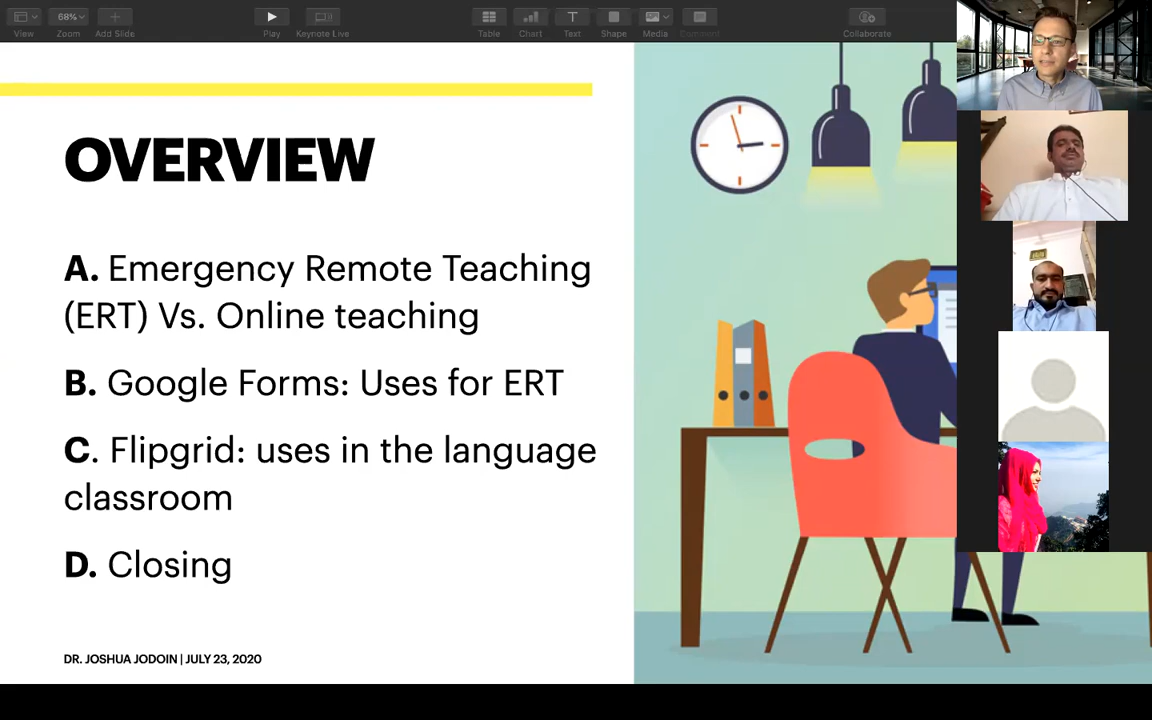 68%
View
Zoom
Add Slide
Play
Keynote Live
Table
Chart
Text
Shape
Media
Comment
Collaborate
OVERVIEW
A. Emergency Remote Teaching
(ERT) Vs. Online teaching
B. Google Forms: Uses for ERT
C. Flipgrid: uses in the language
classroom
D. Closing
DR. JOSHUA JODOIN | JULY 23, 2020